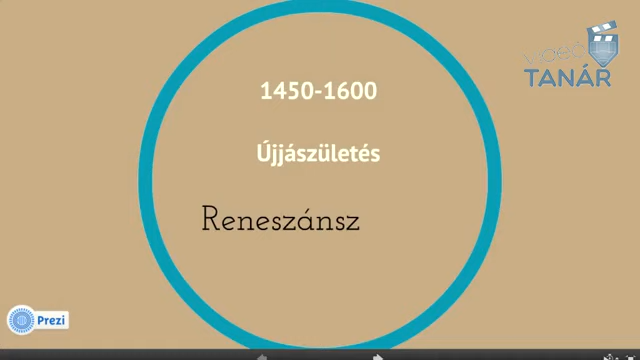 VIDEÓ
TANÁR
1450-1600
Újjászületés
Reneszánsz
Prezi